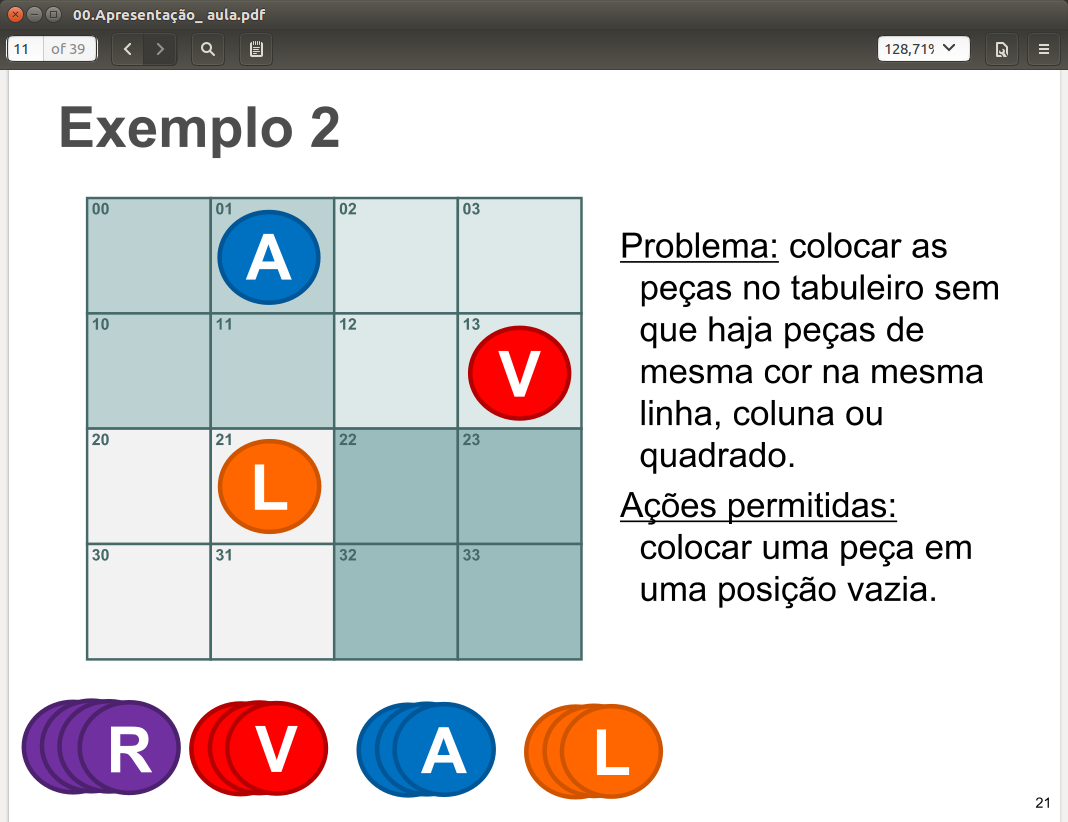 00.Apresentação_ aula.pdf
11 of 39 128,71%
Exemplo 2
00 01 02 03
A
10 11 12 13
V
20 21 22 23
L
30 31 32 33
Problema: colocar as
peças no tabuleiro sem
que haja peças de
mesma cor na mesma
linha, coluna ou
quadrado.
Ações permitidas:
colocar uma peça em
uma posição vazia.
R V A L
21